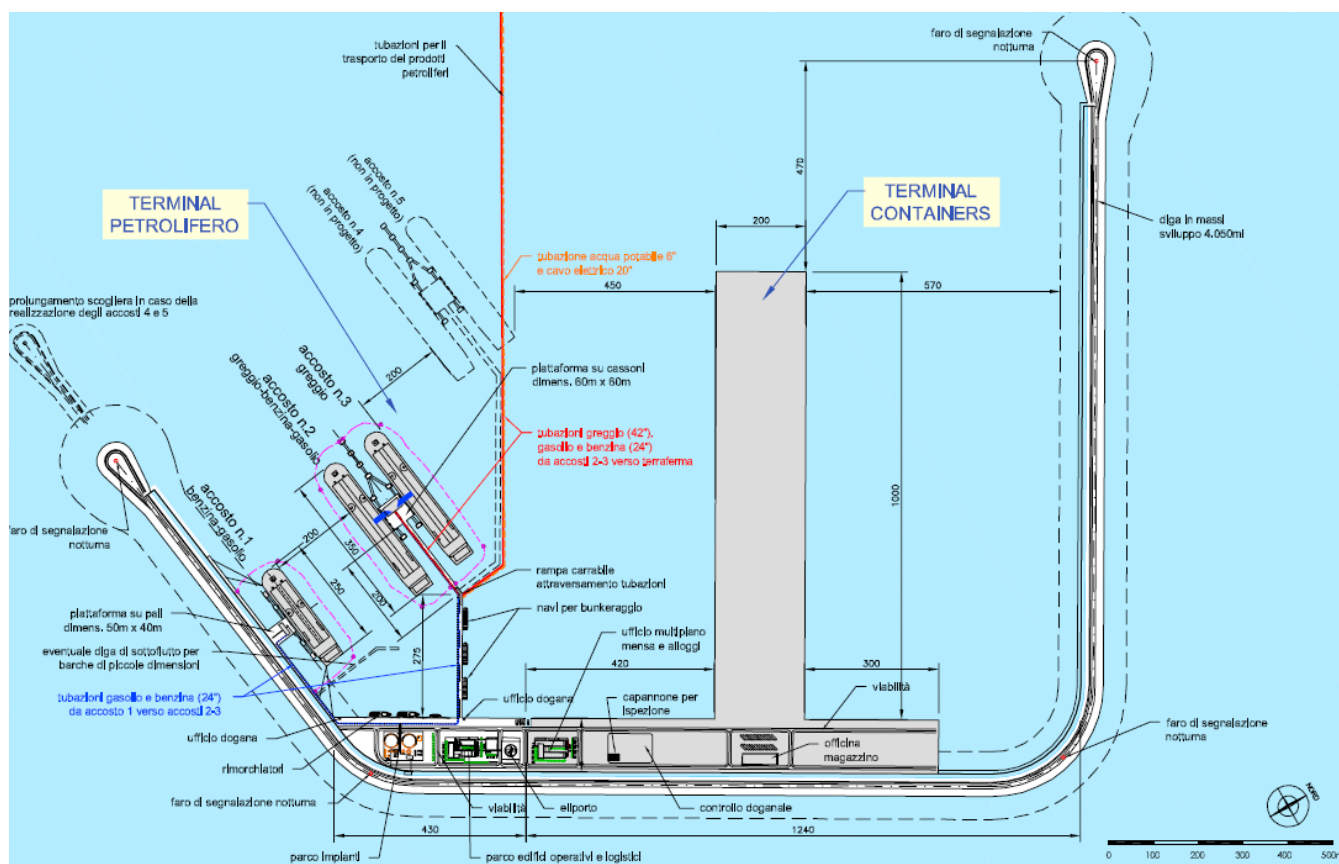 tubazioni per il
trasporto dei prodotti
petroliferi
faro di segnalazione
notturna
accosto n.5
(non in progetto)
accosto n.4
(non in progetto)
TERMINAL
PETROLIFERO
TERMINAL
CONTAINERS
470
200
diga in massi
sviluppo 4.050ml
tubazione acqua potabile 6"
e cavo elettrico 20"
450
570
prolungamento scogliera in caso della
realizzazione degli accosti 4 e 5
200
accosto n.3
greggio
accosto n.2
greggio-benzina-gasolio
plattaforma su cassoni
dimens. 60m x 60m
tubazioni greggio (42"),
gasolio e benzina (24")
da accosti 2-3 verso terraferma
1000
accosto n.1
benzina-gasolio
faro di segnalazione
notturna
200
350
250
200
rampa carrabile
attraversamento tubazioni
navi per bunkeraggio
plattaforma su pali
dimens. 50m x 40m
eventuale diga di sottoflutto per
barche di piccole dimensioni
275
ufficio multipiano
mensa e alloggi
420
300
tubazioni gasolio e benzina (24")
da accosto 1 verso accosti 2-3
ufficio dogana
capannone per
ispezione
viabilità
ufficio dogana
rimorchiatori
officina
magazzino
faro di segnalazione
notturna
faro di segnalazione notturna
viabilità
eliporto
controllo doganale
430
1240
parco impianti
parco edifici operativi e logistici
NORD
0 100 200 300 400 500m